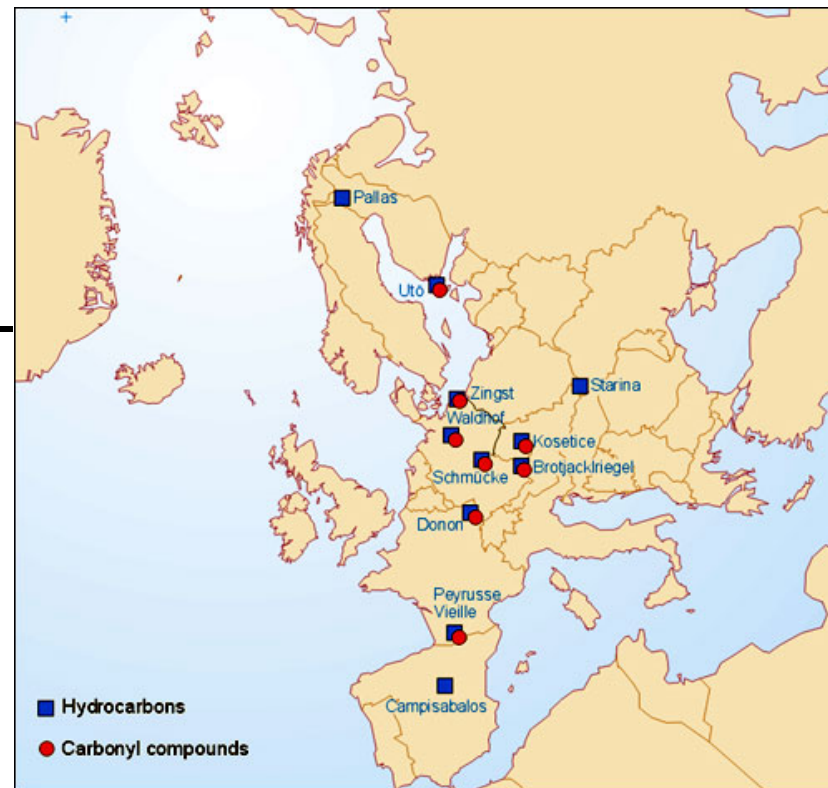 Pallas
Utö
Zingst
Starina
Waldhof
Kosetice
Brotjacklriegel
Schmücke
Donon
Peyrusse
Vieille
Campisabalos
Hydrocarbons
Carbonyl compounds